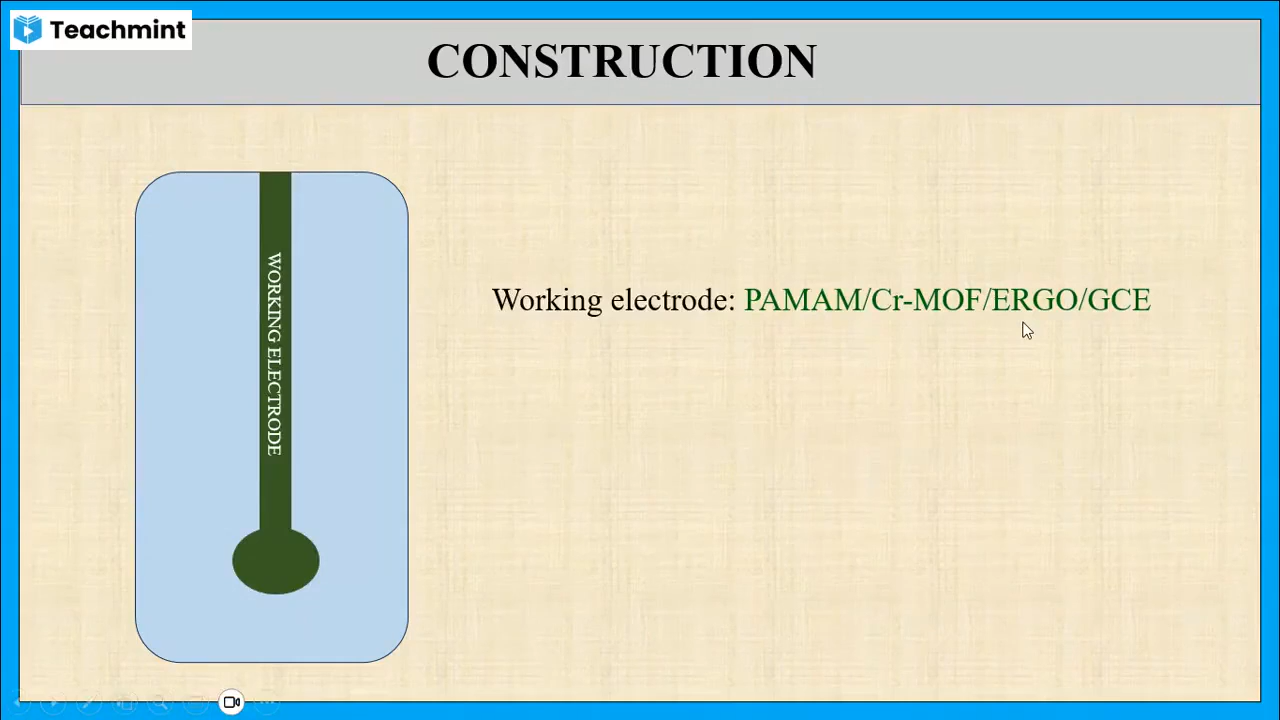 Teachmint
CONSTRUCTION
WORKING ELECTRODE
Working electrode: PAMAM/Cr-MOF/ERGO/GCE